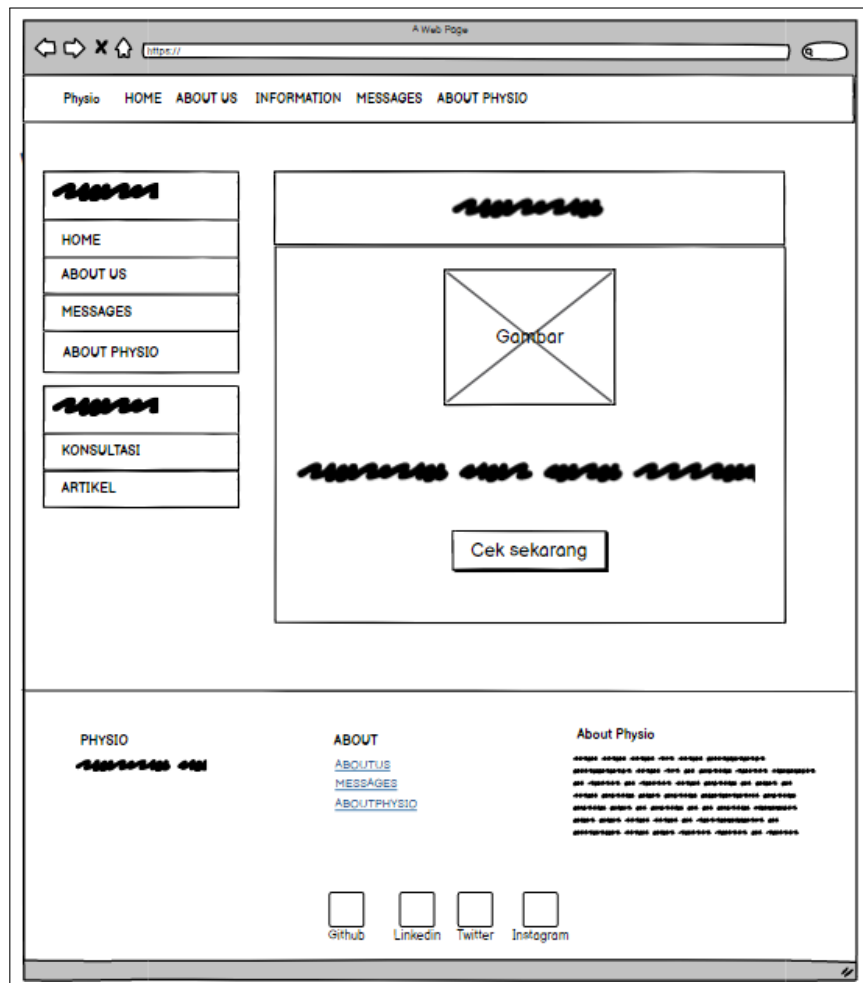 A Web Page
https://
Physio HOME ABOUT US INFORMATION MESSAGES ABOUT PHYSIO
HOME
ABOUT US
MESSAGES
ABOUT PHYSIO
KONSULTASI
ARTIKEL
Gambar
Cek sekarang
PHYSIO
ABOUT
ABOUTUS
MESSAGES
ABOUTPHYSIO
About Physio
Github Linkedin Twitter Instagram